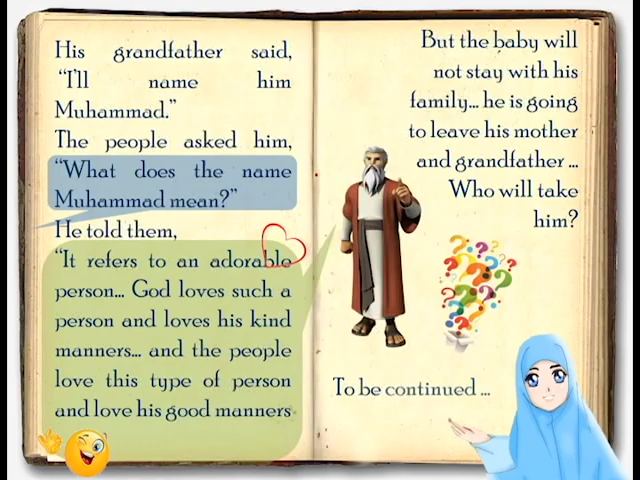 His grandfather said,
“I'll name him
Muhammad.”
The people asked him,
“What does the name
Muhammad mean?”
He told them,
“It refers to an adorable
person... God loves such a
person and loves his kind
manners... and the people
love this type of person
and love his good manners
But the baby will
not stay with his
family... he is going
to leave his mother
and grandfather ...
Who will take
him?
To be continued ...